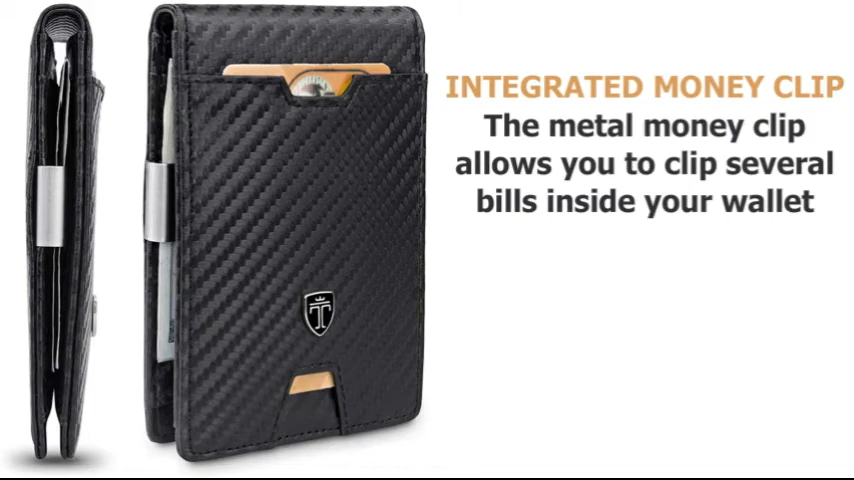 INTEGRATED MONEY CLIP
The metal money clip
allows you to clip several
bills inside your wallet
T